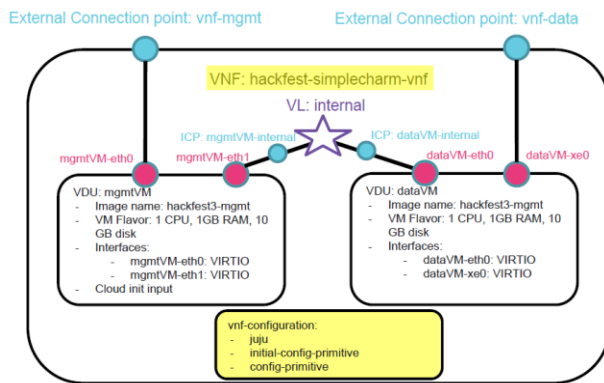 External Connection point: vnf-mgmt
External Connection point: vnf-data
VNF: hackfest-simplecharm-vnf
VL: internal
ICP: mgmtVM-internal
ICP: dataVM-internal
mgmtVM-eth0
mgmtVM-eth1
dataVM-eth0
dataVM-xe0
VDU: mgmtVM
- Image name: hackfest3-mgmt
- VM Flavor: 1 CPU, 1GB RAM, 10
GB disk
- Interfaces:
- mgmtVM-eth0: VIRTIO
- mgmtVM-eth1: VIRTIO
- Cloud init input
VDU: dataVM
- Image name: hackfest3-mgmt
- VM Flavor: 1 CPU, 1GB RAM, 10
GB disk
- Interfaces:
- dataVM-eth0: VIRTIO
- dataVM-xe0: VIRTIO
vnf-configuration:
- juju
- initial-config-primitive
- config-primitive